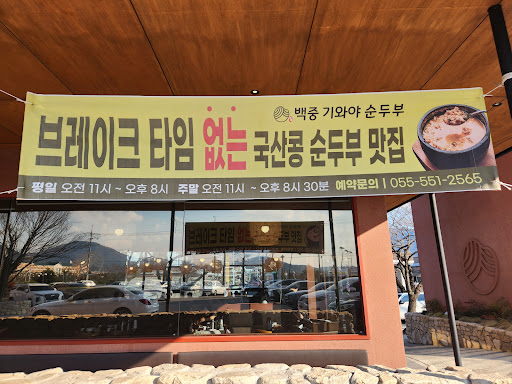 백중 기와야 순두부
브레이크 타임 없는 국산콩 순두부 맛집
평일 오전 11시 ~ 오후 8시 주말 오전 11시 ~ 오후 8시 30분 예약문의 | 055-551-2565